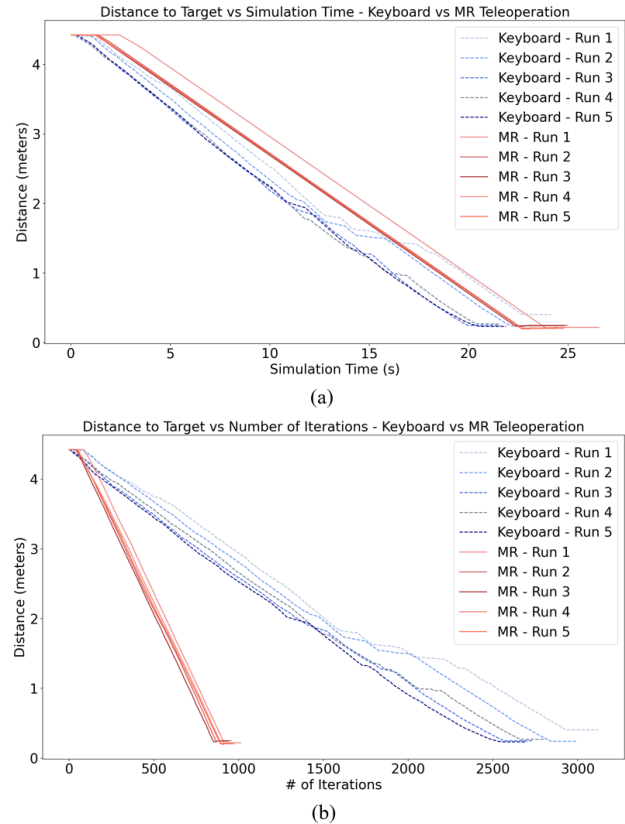 Distance to Target vs Simulation Time - Keyboard vs MR Teleoperation
Distance (meters)
4
3
2
1
0
Keyboard - Run 1
Keyboard - Run 2
Keyboard - Run 3
Keyboard - Run 4
Keyboard - Run 5
MR - Run 1
MR - Run 2
MR - Run 3
MR - Run 4
MR - Run 5
0 5 10 15 20 25
Simulation Time (s)
(a)
Distance to Target vs Number of Iterations - Keyboard vs MR Teleoperation
Distance (meters)
4
3
2
1
0
Keyboard - Run 1
Keyboard - Run 2
Keyboard - Run 3
Keyboard - Run 4
Keyboard - Run 5
MR - Run 1
MR - Run 2
MR - Run 3
MR - Run 4
MR - Run 5
0 500 1000 1500 2000 2500 3000
# of Iterations
(b)